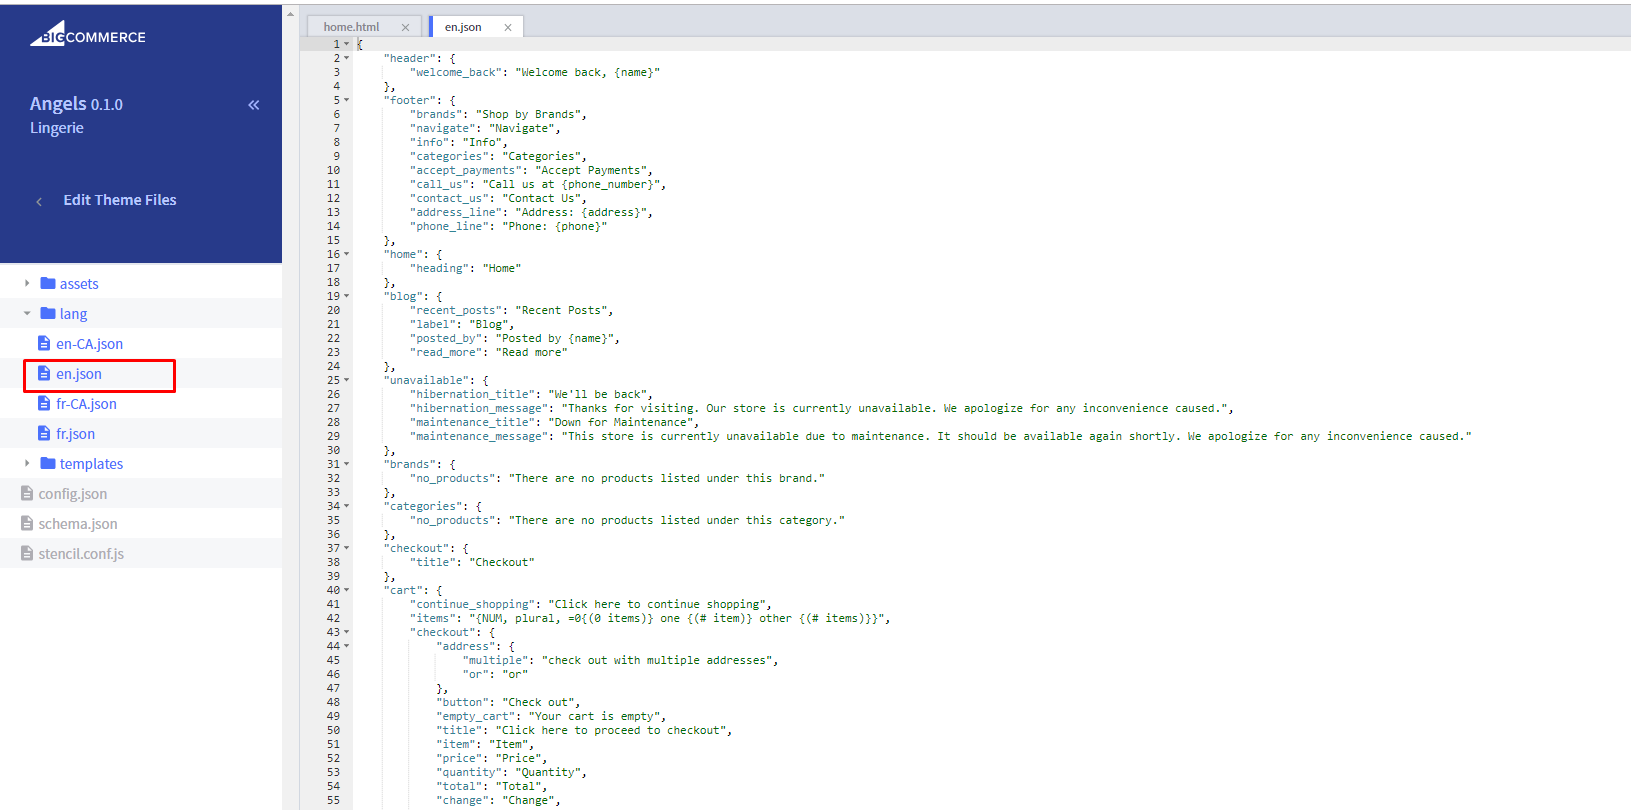 BIGCOMMERCE
Angels 0.1.0
«
Lingerie
Edit Theme Files
assets
lang
en-CA.json
en.json
fr-CA.json
fr.json
templates
config.json
schema.json
stencil.conf.js
home.html ×
en.json ×
1 {
2 "header": {
3 "welcome_back": "Welcome back, {name}"
4 },
5 "footer": {
6 "brands": "Shop by Brands",
7 "navigate": "Navigate",
8 "info": "Info",
9 "categories": "Categories",
10 "accept_payments": "Accept Payments",
11 "call_us": "Call us at {phone_number}",
12 "contact_us": "Contact Us",
13 "address_line": "Address: {address}",
14 "phone_line": "Phone: {phone}"
15 },
16 "home": {
17 "heading": "Home"
18 },
19 "blog": {
20 "recent_posts": "Recent Posts",
21 "label": "Blog",
22 "posted_by": "Posted by {name}",
23 "read_more": "Read more"
24 },
25 "unavailable": {
26 "hibernation_title": "We'll be back",
27 "hibernation_message": "Thanks for visiting. Our store is currently unavailable. We apologize for any inconvenience caused.",
28 "maintenance_title": "Down for Maintenance",
29 "maintenance_message": "This store is currently unavailable due to maintenance. It should be available again shortly. We apologize for any inconvenience caused."
30 },
31 "brands": {
32 "no_products": "There are no products listed under this brand."
33 },
34 "categories": {
35 "no_products": "There are no products listed under this category."
36 },
37 "checkout": {
38 "title": "Checkout"
39 },
40 "cart": {
41 "continue_shopping": "Click here to continue shopping",
42 "items": "{NUM, plural, =0{(0 items)} one {(# item)} other {(# items)}}",
43 "checkout": {
44 "address": {
45 "multiple": "check out with multiple addresses",
46 "or": "or"
47 },
48 "button": "Check out",
49 "empty_cart": "Your cart is empty",
50 "title": "Click here to proceed to checkout",
51 "item": "Item",
52 "price": "Price",
53 "quantity": "Quantity",
54 "total": "Total",
55 "change": "Change",